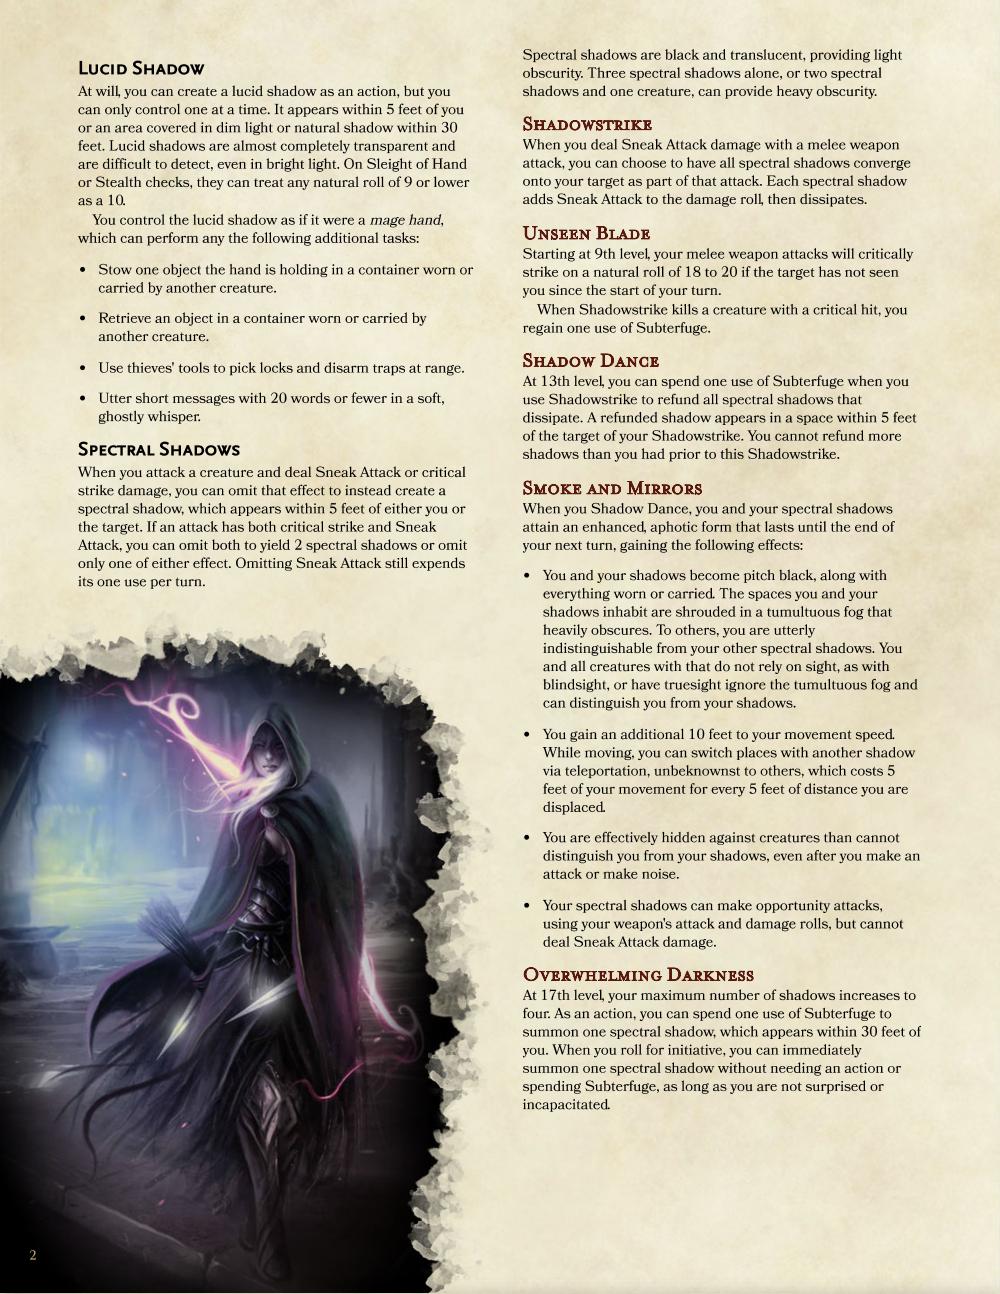 LUCID SHADOW
At will, you can create a lucid shadow as an action, but you
can only control one at a time. It appears within 5 feet of you
or an area covered in dim light or natural shadow within 30
feet. Lucid shadows are almost completely transparent and
are difficult to detect, even in bright light. On Sleight of Hand
or Stealth checks, they can treat any natural roll of 9 or lower
as a 10.
You control the lucid shadow as if it were a mage hand,
which can perform any the following additional tasks:
• Stow one object the hand is holding in a container worn or
carried by another creature.
• Retrieve an object in a container worn or carried by
another creature.
• Use thieves' tools to pick locks and disarm traps at range.
• Utter short messages with 20 words or fewer in a soft,
ghostly whisper.
SPECTRAL SHADOWS
When you attack a creature and deal Sneak Attack or critical
strike damage, you can omit that effect to instead create a
spectral shadow, which appears within 5 feet of either you or
the target. If an attack has both critical strike and Sneak
Attack, you can omit both to yield 2 spectral shadows or omit
only one of either effect. Omitting Sneak Attack still expends
its one use per turn.
Spectral shadows are black and translucent, providing light
obscurity. Three spectral shadows alone, or two spectral
shadows and one creature, can provide heavy obscurity.
SHADOWSTRIKE
When you deal Sneak Attack damage with a melee weapon
attack, you can choose to have all spectral shadows converge
onto your target as part of that attack. Each spectral shadow
adds Sneak Attack to the damage roll, then dissipates.
UNSEEN BLADE
Starting at 9th level, your melee weapon attacks will critically
strike on a natural roll of 18 to 20 if the target has not seen
you since the start of your turn.
When Shadowstrike kills a creature with a critical hit, you
regain one use of Subterfuge.
SHADOW DANCE
At 13th level, you can spend one use of Subterfuge when you
use Shadowstrike to refund all spectral shadows that
dissipate. A refunded shadow appears in a space within 5 feet
of the target of your Shadowstrike. You cannot refund more
shadows than you had prior to this Shadowstrike.
SMOKE AND MIRRORS
When you Shadow Dance, you and your spectral shadows
attain an enhanced, aphotic form that lasts until the end of
your next turn, gaining the following effects:
• You and your shadows become pitch black, along with
everything worn or carried. The spaces you and your
shadows inhabit are shrouded in a tumultuous fog that
heavily obscures. To others, you are utterly
indistinguishable from your other spectral shadows. You
and all creatures with that do not rely on sight, as with
blindsight, or have truesight ignore the tumultuous fog and
can distinguish you from your shadows.
• You gain an additional 10 feet to your movement speed.
While moving, you can switch places with another shadow
via teleportation, unbeknownst to others, which costs 5
feet of your movement for every 5 feet of distance you are
displaced.
• You are effectively hidden against creatures than cannot
distinguish you from your shadows, even after you make an
attack or make noise.
• Your spectral shadows can make opportunity attacks,
using your weapon's attack and damage rolls, but cannot
deal Sneak Attack damage.
OVERWHELMING DARKNESS
At 17th level, your maximum number of shadows increases to
four. As an action, you can spend one use of Subterfuge to
summon one spectral shadow, which appears within 30 feet of
you. When you roll for initiative, you can immediately
summon one spectral shadow without needing an action or
spending Subterfuge, as long as you are not surprised or
incapacitated.
2